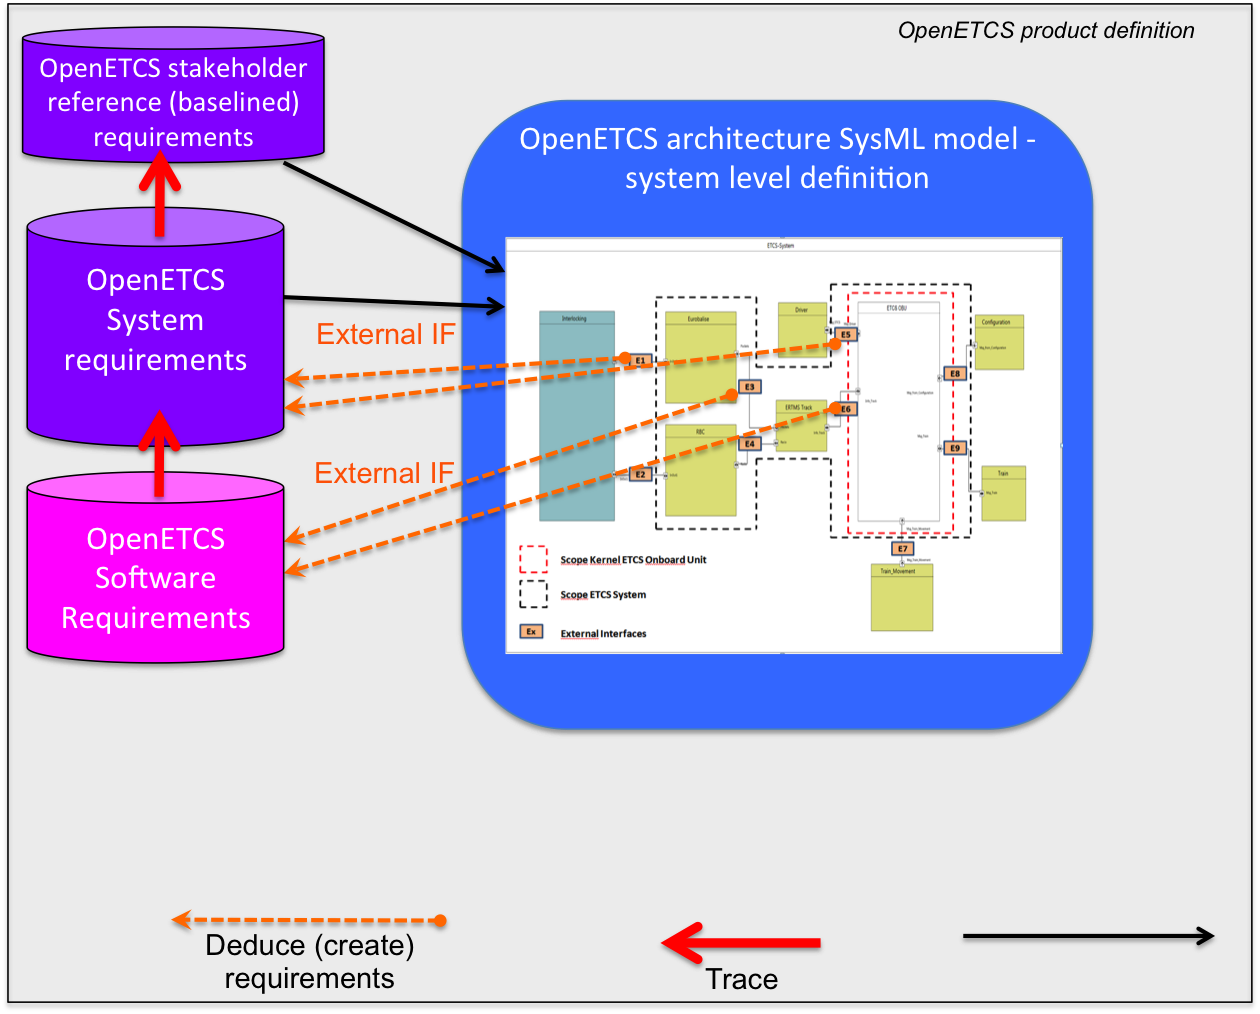 OpenETCS product definition
OpenETCS stakeholder
reference (baselined)
requirements
OpenETCS
System
requirements
OpenETCS
Software
Requirements
External IF
External IF
OpenETCS architecture SysML model -
system level definition
ETCS-System
Interlocking
Eurobalise
Driver
ETCS OBU
Configuration
E1
E5
E3
E8
E6
ERTMS Track
RBC
E4
E9
E2
Train
E7
Train_Movement
Scope Kernel ETCS Onboard Unit
Scope ETCS System
Ex
External Interfaces
Deduce (create)
requirements
Trace